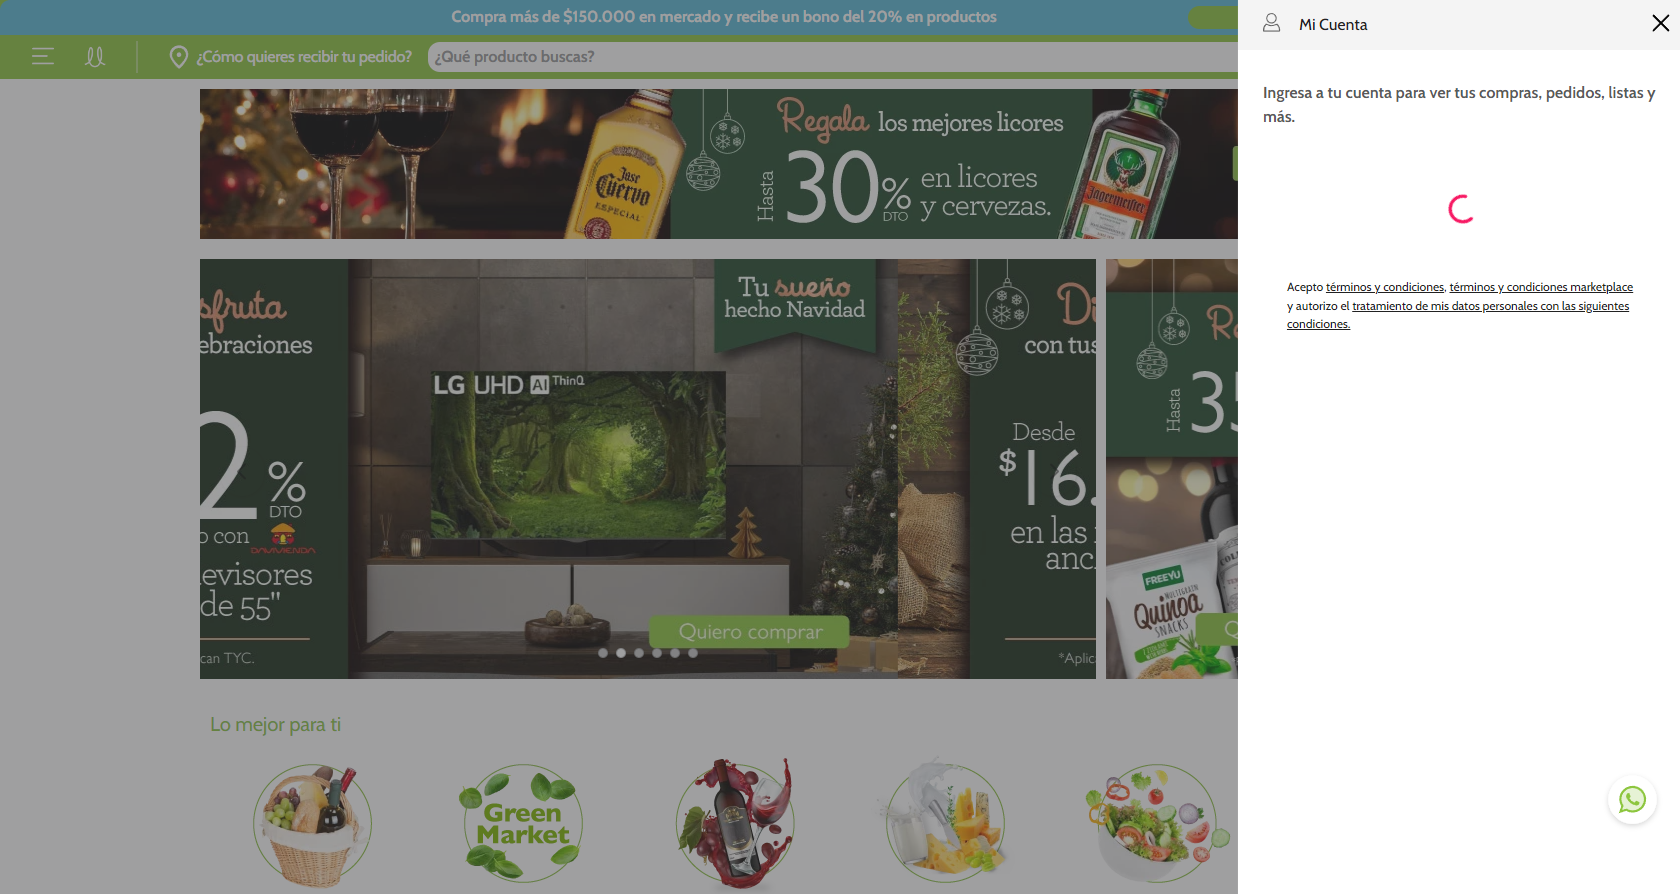 Compra más de $150.000 en mercado y recibe un bono del 20% en productos
¿Cómo quieres recibir tu pedido?
¿Qué producto buscas?
Mi Cuenta
Ingresa a tu cuenta para ver tus compras, pedidos, listas y
más.
Acepto términos y condiciones, términos y condiciones marketplace
y autorizo el tratamiento de mis datos personales con las siguientes
condiciones.
Jose
Cuervo
ESPECIAL
Regala los mejores licores
Hasta
30% DTO
en licores
y cervezas.
Jägermeister
sfruta
ebraciones
2% DTO
o con
DAVIVIENDA
levisores
de 55"
can TYC.
Tu sueño
hecho Navidad
LG UHD AI ThinQ
Quiero comprar
Di
con tus
Desde
$16.
en las
anc
*Aplic
R
Hasta
35
FREEYU
MULTIGRAIN
Quinoa
SNACKS
Q
Lo mejor para ti
Green
Market